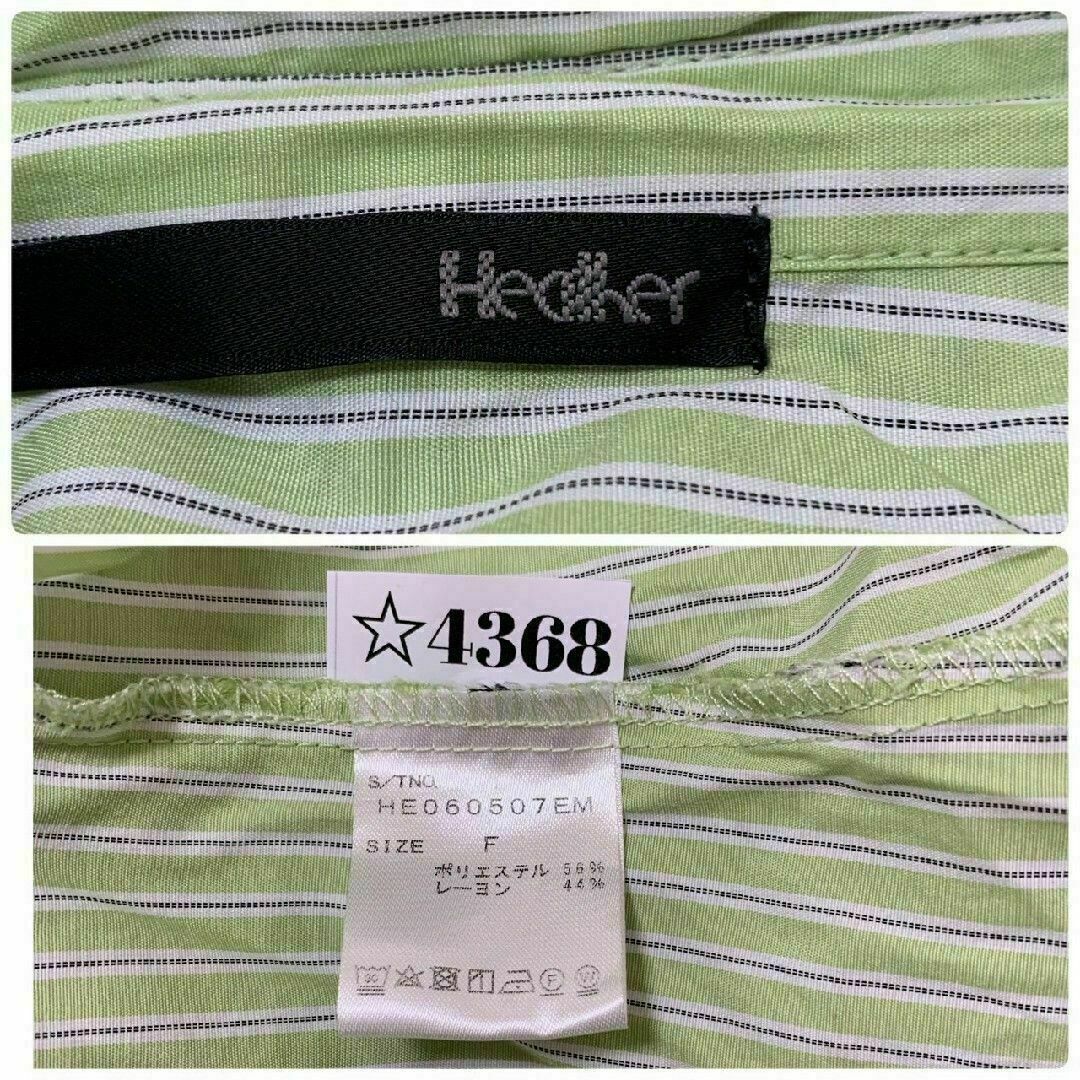 Heather
☆4368
S/TNO.
HE060507EM
SIZE F
ポリエステル 56%
レーヨン 44%